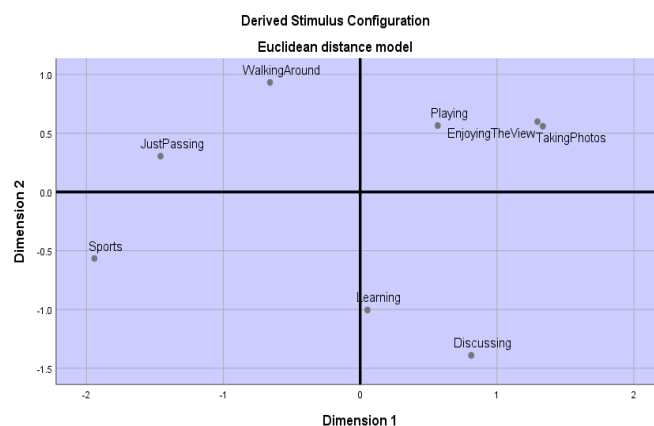 Derived Stimulus Configuration
Euclidean distance model
WalkingAround
Playing
EnjoyingTheView
TakingPhotos
JustPassing
Sports
Learning
Discussing
1.0
0.5
0.0
-0.5
-1.0
-1.5
Dimension 2
-2
-1
0
1
2
Dimension 1